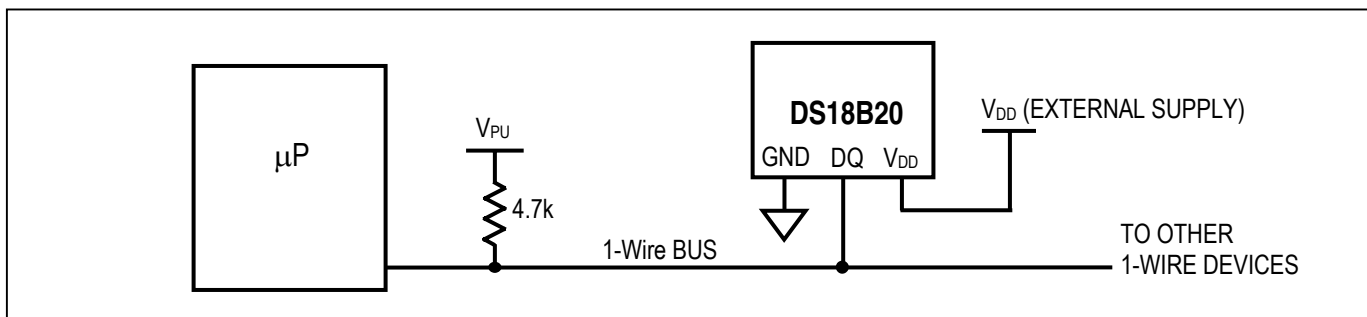 μP
VPU
4.7k
1-Wire BUS
DS18B20
GND DQ VDD
VDD (EXTERNAL SUPPLY)
TO OTHER
1-WIRE DEVICES